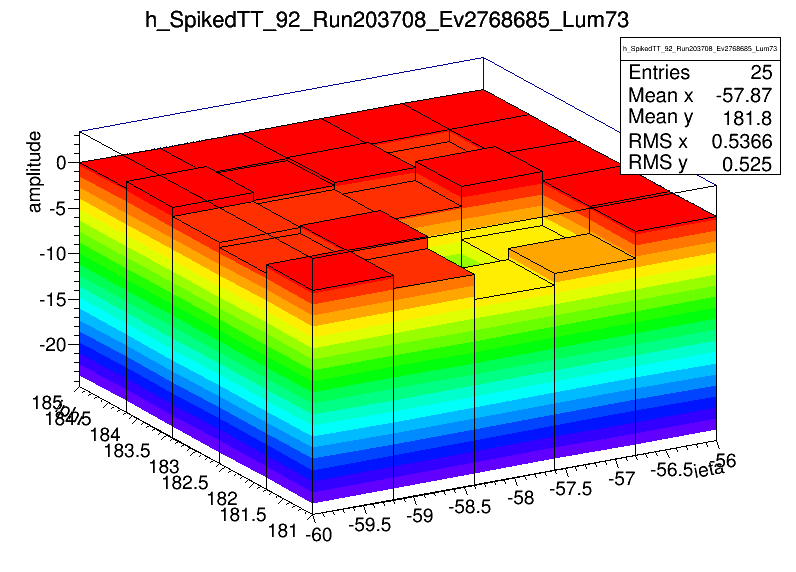 h_SpikedTT_92_Run203708_Ev2768685_Lum73
h_SpikedTT_92_Run203708_Ev2768685_Lum73
Entries 25
Mean x -57.87
Mean y 181.8
RMS x 0.5366
RMS y 0.525
amplitude
0
-5
-10
-15
-20
185
184.5
184
183.5
183
182.5
182
181.5
181
-60
-59.5
-59
-58.5
-58
-57.5
-57
-56.5
-56
ieta